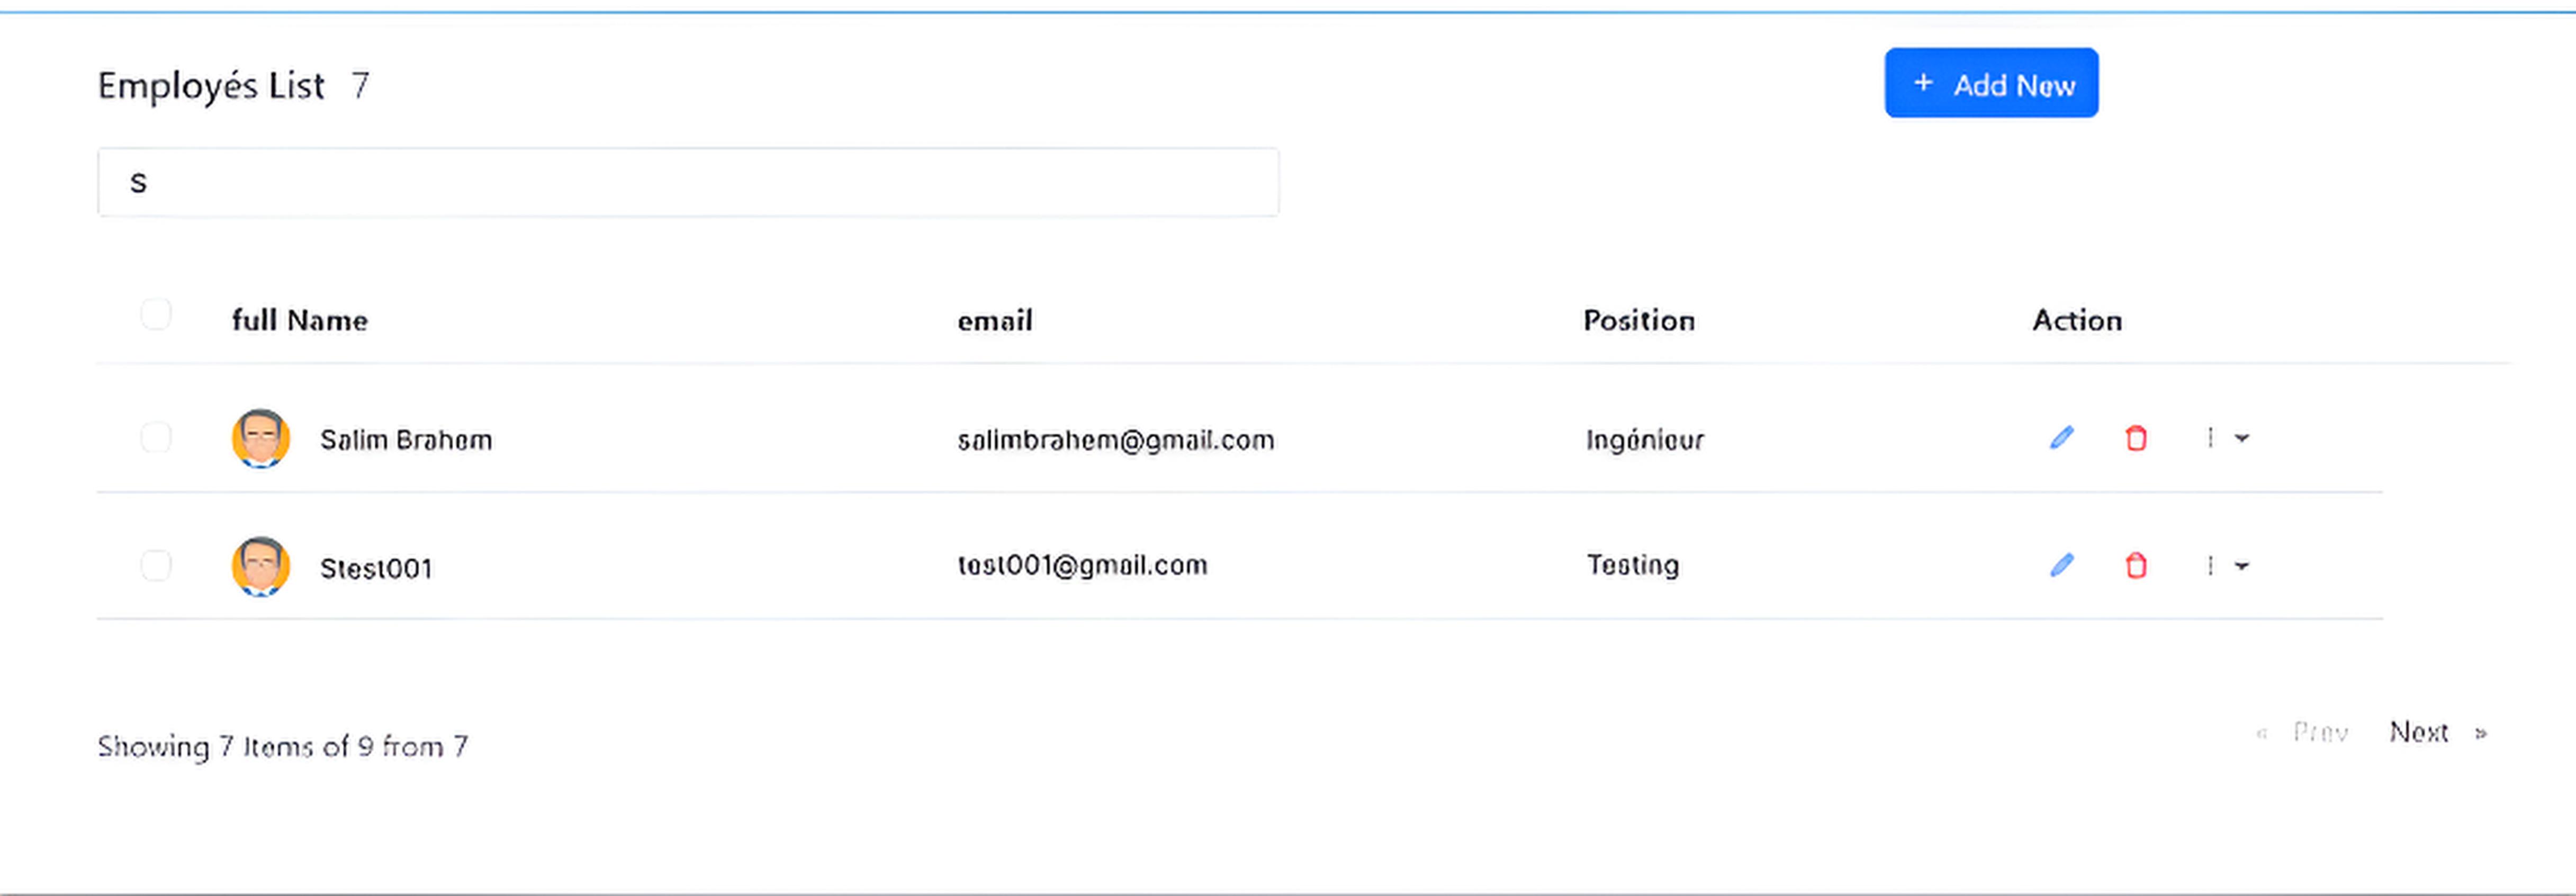 Employés List 7
+ Add New
s
full Name email Position Action
Salim Brahem salimbrahem@gmail.com Ingénieur
Stest001 test001@gmail.com Testing
Showing 7 Items of 9 from 7
« Prev Next »